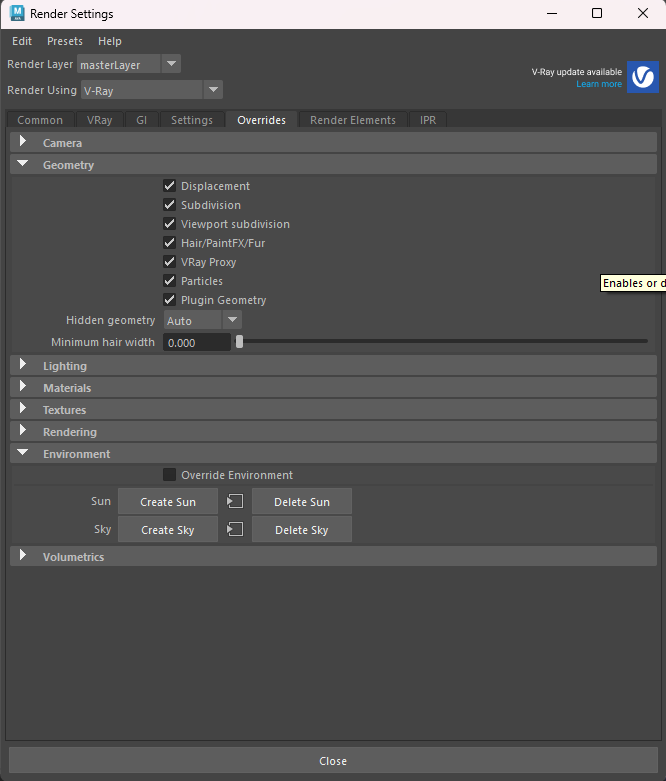 Render Settings
Edit Presets Help
Render Layer masterLayer
V-Ray update available
Learn more
Render Using V-Ray
Common VRay GI Settings Overrides Render Elements IPR
Camera
Geometry
Displacement
Subdivision
Viewport subdivision
Hair/PaintFX/Fur
VRay Proxy
Enables or d
Particles
Plugin Geometry
Hidden geometry Auto
Minimum hair width 0.000
Lighting
Materials
Textures
Rendering
Environment
Override Environment
Sun Create Sun Delete Sun
Sky Create Sky Delete Sky
Volumetrics
Close